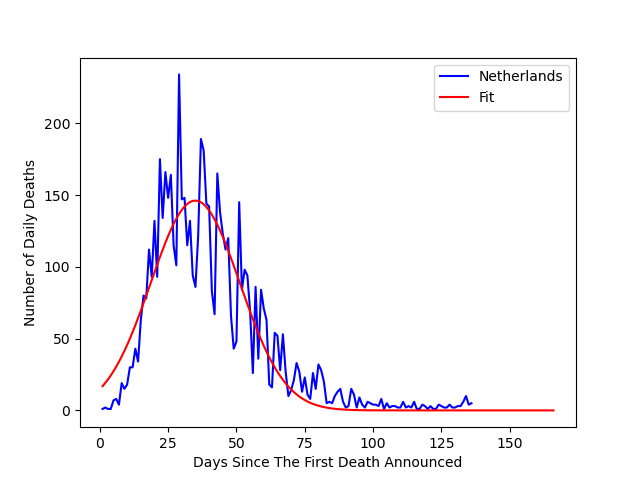 Netherlands
Fit
200
150
100
50
0
Number of Daily Deaths
0 25 50 75 100 125 150
Days Since The First Death Announced